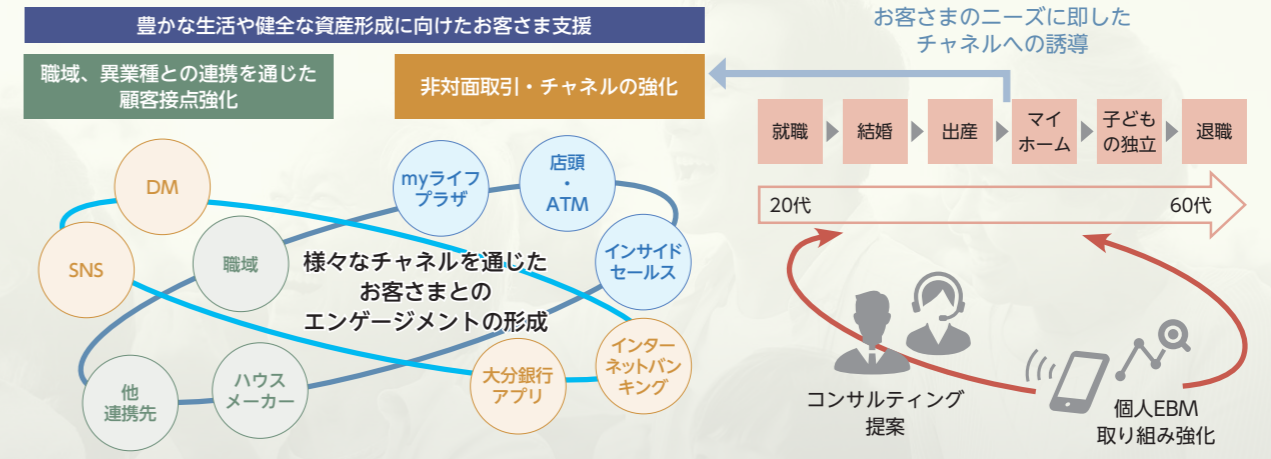 豊かな生活や健全な資産形成に向けたお客さま支援
職域、異業種との連携を通じた
顧客接点強化
非対面取引・チャネルの強化
DM
SNS
職域
他
連携先
ハウス
メーカー
myライフ
プラザ
店頭
・
ATM
インサイド
セールス
インター
ネットバン
キング
大分銀行
アプリ
様々なチャネルを通じた
お客さまとの
エンゲージメントの形成
お客さまのニーズに即した
チャネルへの誘導
就職
結婚
出産
マイ
ホーム
子ども
の独立
退職
20代
60代
コンサルティング
提案
個人EBM
取り組み強化